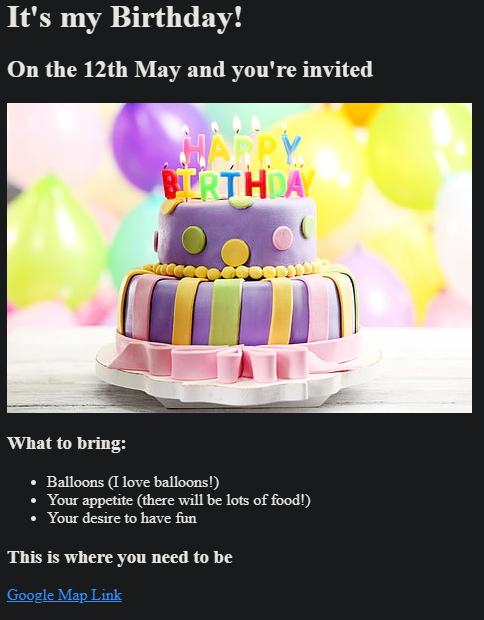 It's my Birthday!
On the 12th May and you're invited
HAPPY
BIRTHDAY
What to bring:
Balloons (I love balloons!)
Your appetite (there will be lots of food!)
Your desire to have fun
This is where you need to be
Google Map Link